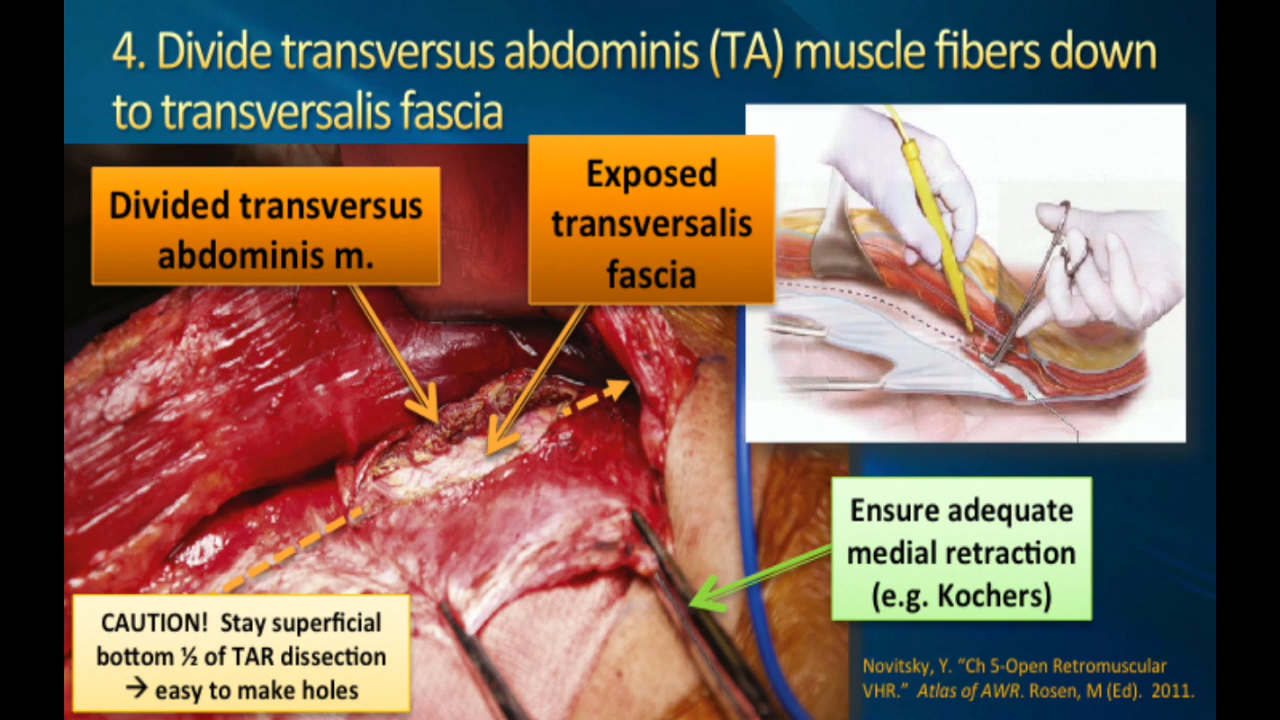 4. Divide transversus abdominis (TA) muscle fibers down
to transversalis fascia
Divided transversus
abdominis m.
Exposed
transversalis
fascia
Ensure adequate
medial retraction
(e.g. Kochers)
CAUTION! Stay superficial
bottom ½ of TAR dissection
→ easy to make holes
Novitsky, Y. “Ch 5-Open Retromuscular
VHR.” Atlas of AWR. Rosen, M (Ed). 2011.